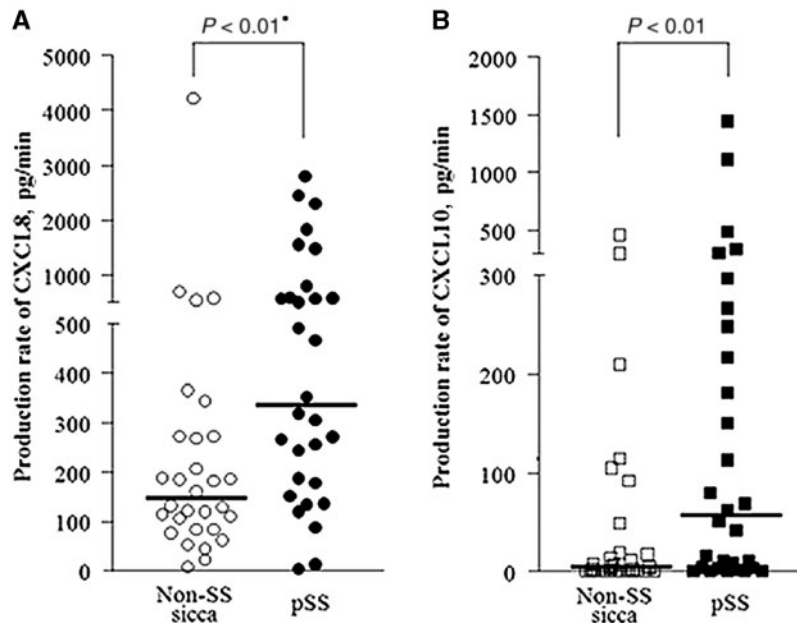 A
P < 0.01*
Production rate of CXCL8, pg/min
5000
4000
3000
2000
1000
500
400
300
200
100
0
Non-SS
sicca
pSS
B
P < 0.01
Production rate of CXCL10, pg/min
2000
1500
1000
500
300
200
100
0
Non-SS
sicca
pSS